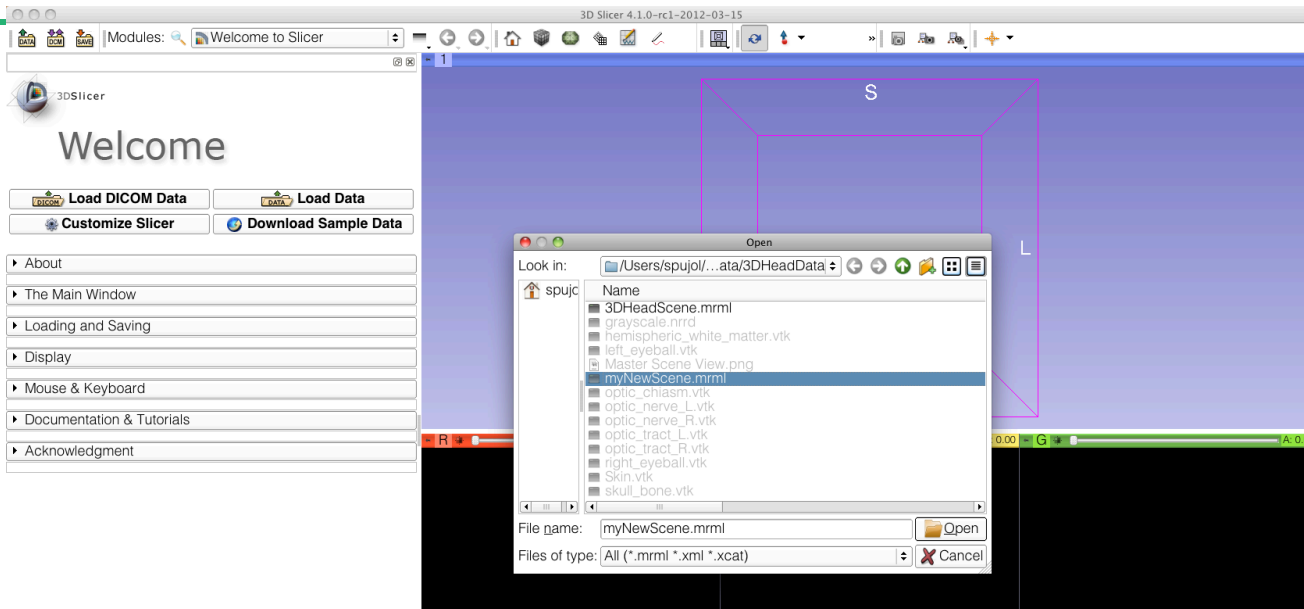 3D Slicer 4.1.0-rc1-2012-03-15
DATA DCM SAVE Modules: Welcome to Slicer
1
3DSlicer
Welcome
DICOM Load DICOM Data DATA Load Data
Customize Slicer Download Sample Data
About
The Main Window
Loading and Saving
Display
Mouse & Keyboard
Documentation & Tutorials
Acknowledgment
S
L
Open
Look in: /Users/spujol/...ata/3DHeadData
spujc
Name
3DHeadScene.mrml
grayscale.nrrd
hemispheric_white_matter.vtk
left_eyeball.vtk
Master Scene View.png
myNewScene.mrml
optic_chiasm.vtk
optic_nerve_L.vtk
optic_nerve_R.vtk
optic_tract_L.vtk
optic_tract_R.vtk
right_eyeball.vtk
Skin.vtk
skull_bone.vtk
File name: myNewScene.mrml Open
Files of type: All (*.mrml *.xml *.xcat) Cancel
R 0.00 G A: 0.